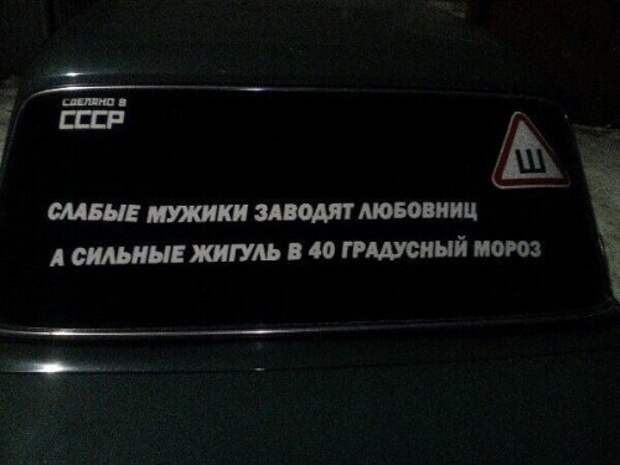 СДЕЛАНО В
СССР
Ш
СЛАБЫЕ МУЖИКИ ЗАВОДЯТ ЛЮБОВНИЦ
А СИЛЬНЫЕ ЖИГУЛЬ В 40 ГРАДУСНЫЙ МОРОЗ